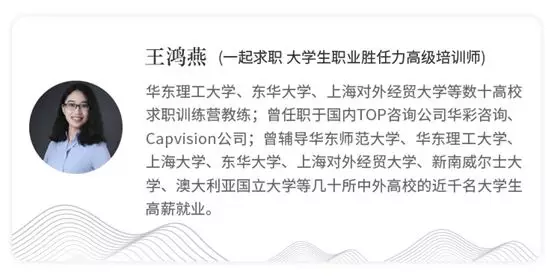 王鸿燕 (一起求职 大学生职业胜任力高级培训师)
华东理工大学、东华大学、上海对外经贸大学等数十高校
求职训练营教练；曾任职于国内TOP咨询公司华彩咨询、
Capvision公司；曾辅导华东师范大学、华东理工大学、
上海大学、东华大学、上海对外经贸大学、新南威尔士大
学、澳大利亚国立大学等几十所中外高校的近千名大学生
高薪就业。